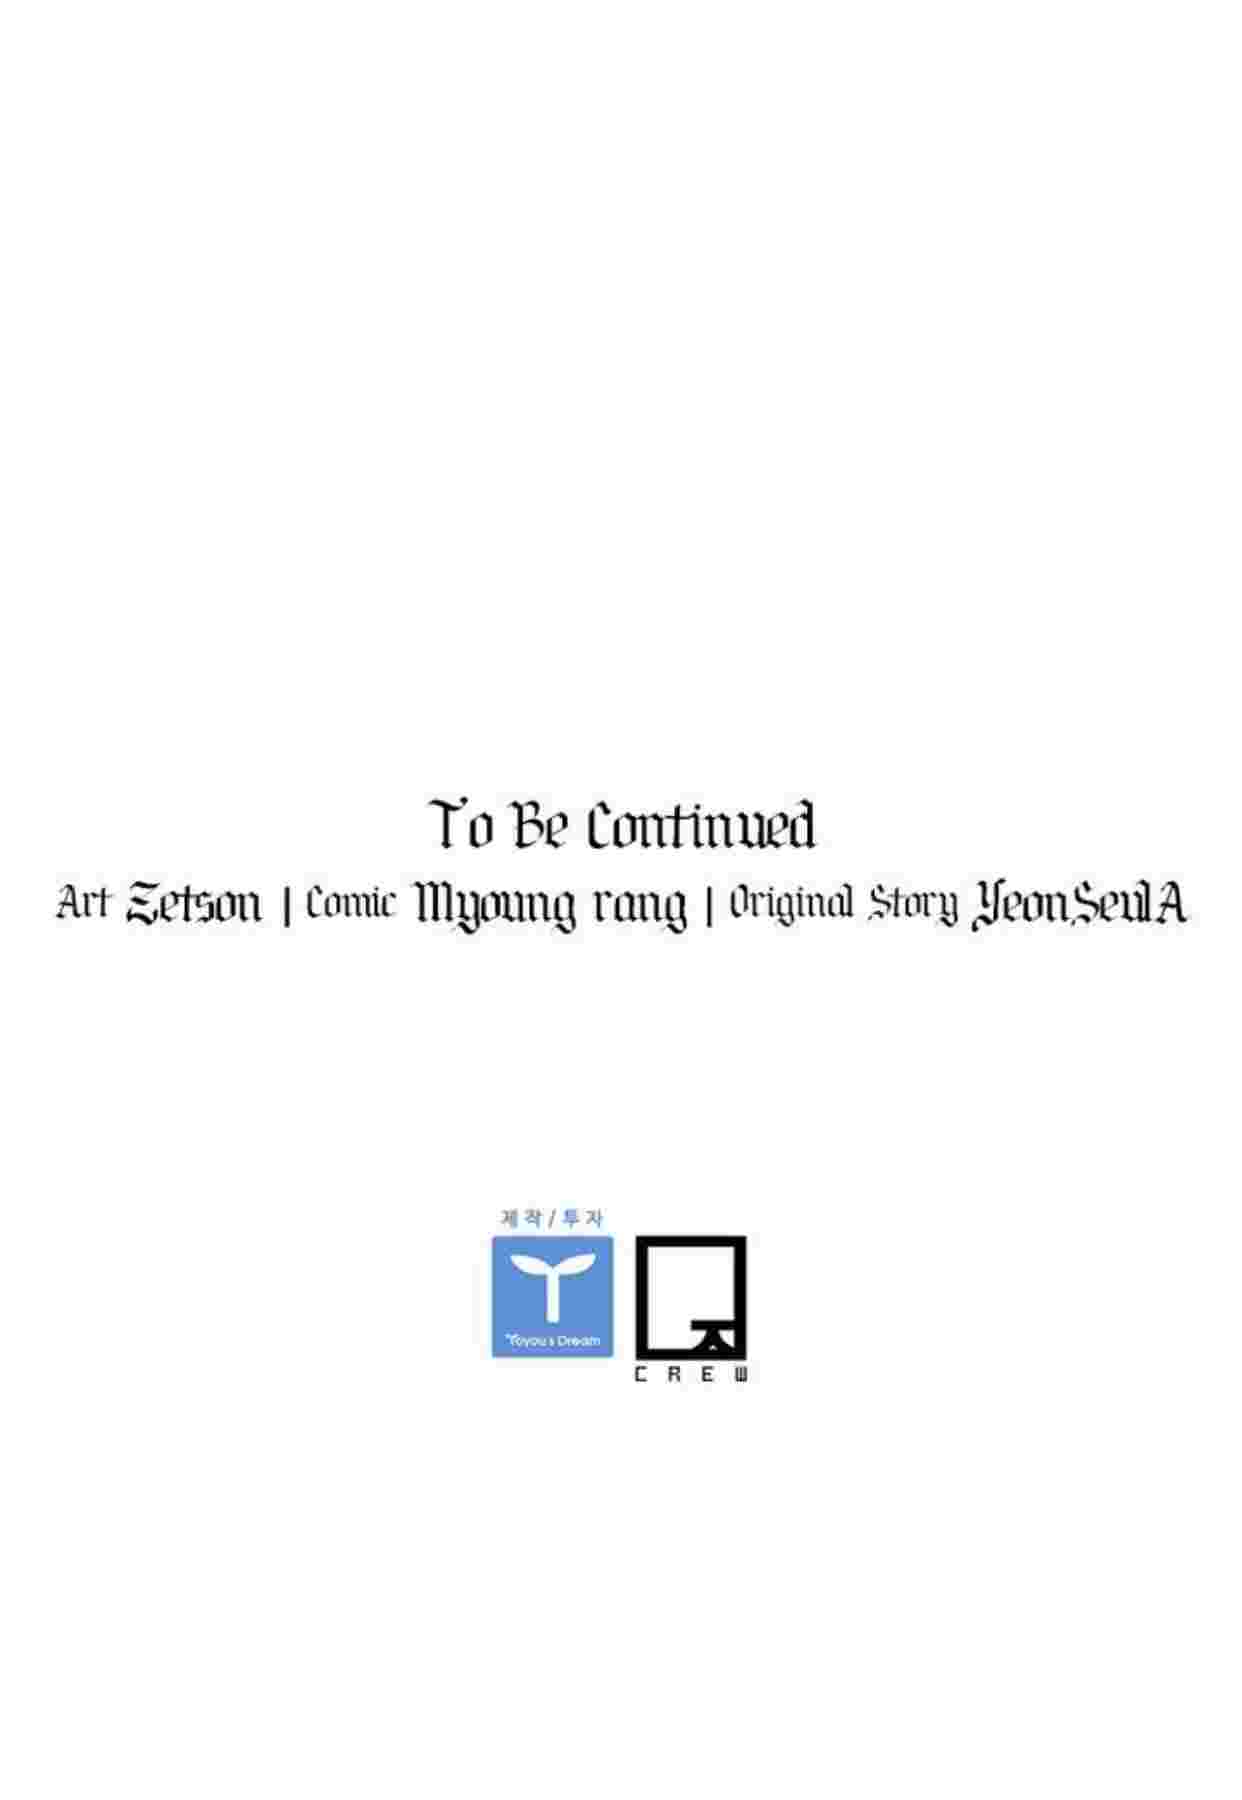 To Be Continued
Art Zetson | Comic Myoung rang | Original Story YeonSeulA
제작/투자
Toyou's Dream
CREW